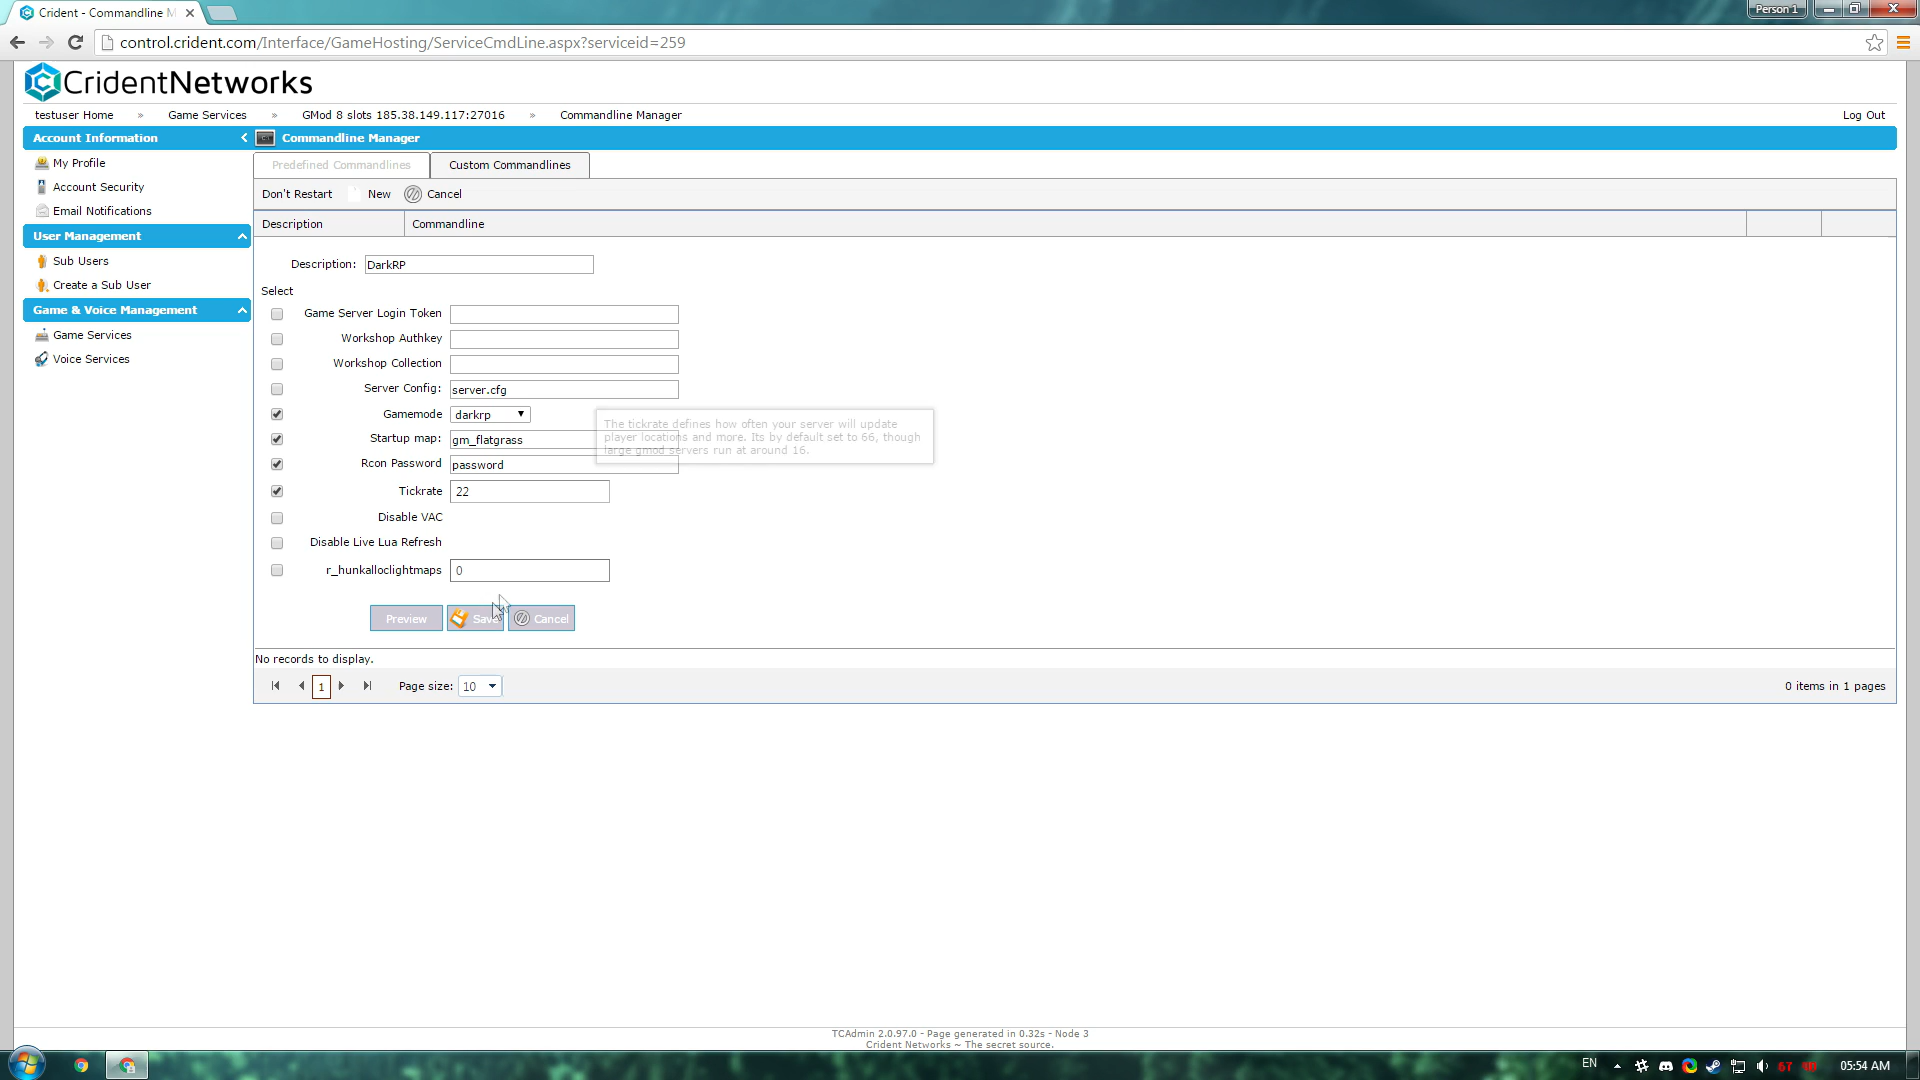 Crident - Commandline M
Person 1
control.crident.com/Interface/GameHosting/ServiceCmdLine.aspx?serviceid=259
CridentNetworks
testuser Home » Game Services » GMod 8 slots 185.38.149.117:27016 » Commandline Manager Log Out
Account Information
Commandline Manager
My Profile
Account Security
Email Notifications
User Management
Sub Users
Create a Sub User
Game & Voice Management
Game Services
Voice Services
Predefined Commandlines Custom Commandlines
Don't Restart New Cancel
Description Commandline
Description: DarkRP
Select
Game Server Login Token
Workshop Authkey
Workshop Collection
Server Config: server.cfg
Gamemode darkrp
Startup map: gm_flatgrass
Rcon Password password
Tickrate 22
Disable VAC
Disable Live Lua Refresh
r_hunkalloclightmaps 0
The tickrate defines how often your server will update
player locations and more. Its by default set to 66, though
large gmod servers run at around 16.
Preview Save Cancel
No records to display.
1 Page size: 10 0 items in 1 pages
TCAdmin 2.0.97.0 - Page generated in 0.32s - Node 3
Crident Networks ~ The secret source.
EN 05:54 AM